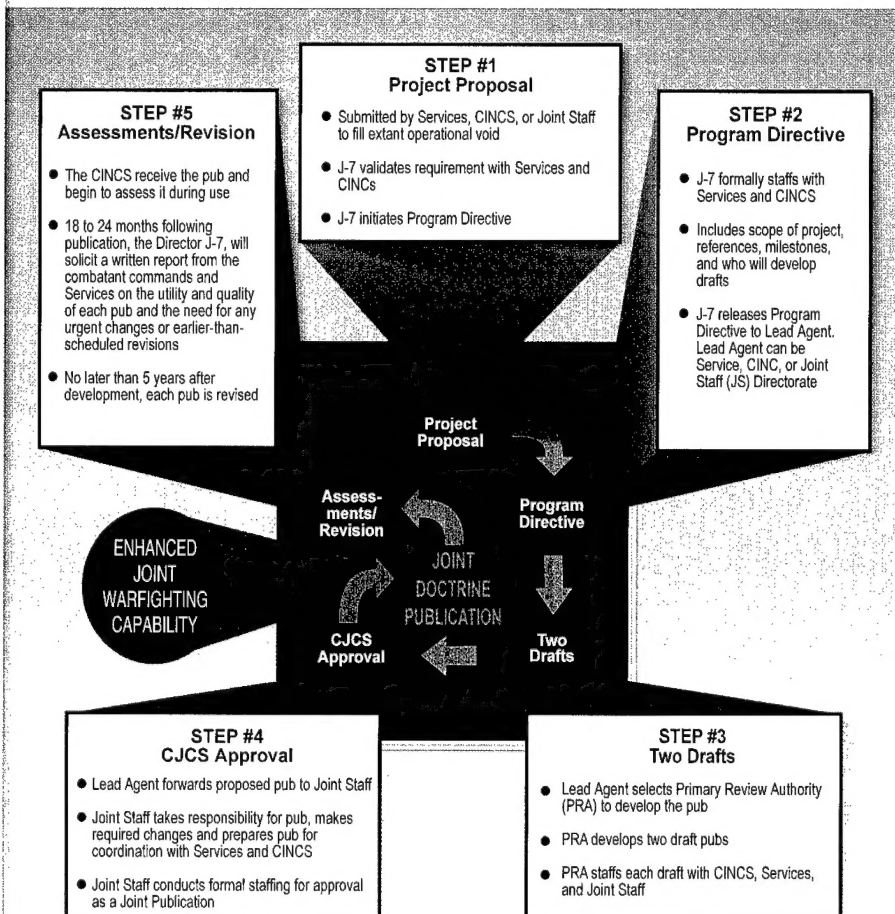 STEP #1
Project Proposal
● Submitted by Services, CINCS, or Joint Staff
to fill extant operational void
● J-7 validates requirement with Services and
CINCs
● J-7 initiates Program Directive
STEP #2
Program Directive
● J-7 formally staffs with
Services and CINCS
● Includes scope of project,
references, milestones,
and who will develop
drafts
● J-7 releases Program
Directive to Lead Agent.
Lead Agent can be
Service, CINC, or Joint
Staff (JS) Directorate
STEP #3
Two Drafts
● Lead Agent selects Primary Review Authority
(PRA) to develop the pub
● PRA develops two draft pubs
● PRA staffs each draft with CINCS, Services,
and Joint Staff
STEP #4
CJCS Approval
● Lead Agent forwards proposed pub to Joint Staff
● Joint Staff takes responsibility for pub, makes
required changes and prepares pub for
coordination with Services and CINCS
● Joint Staff conducts formal staffing for approval
as a Joint Publication
STEP #5
Assessments/Revision
● The CINCS receive the pub and
begin to assess it during use
● 18 to 24 months following
publication, the Director J-7, will
solicit a written report from the
combatant commands and
Services on the utility and quality
of each pub and the need for any
urgent changes or earlier-than-
scheduled revisions
● No later than 5 years after
development, each pub is revised
Project
Proposal
Program
Directive
Two
Drafts
CJCS
Approval
Assess-
ments/
Revision
JOINT
DOCTRINE
PUBLICATION
ENHANCED
JOINT
WARFIGHTING
CAPABILITY